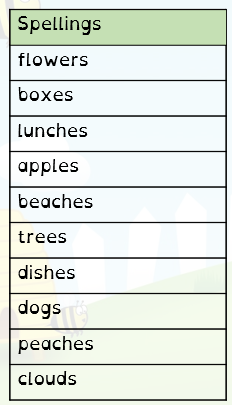 Spellings
flowers
boxes
lunches
apples
beaches
trees
dishes
dogs
peaches
clouds